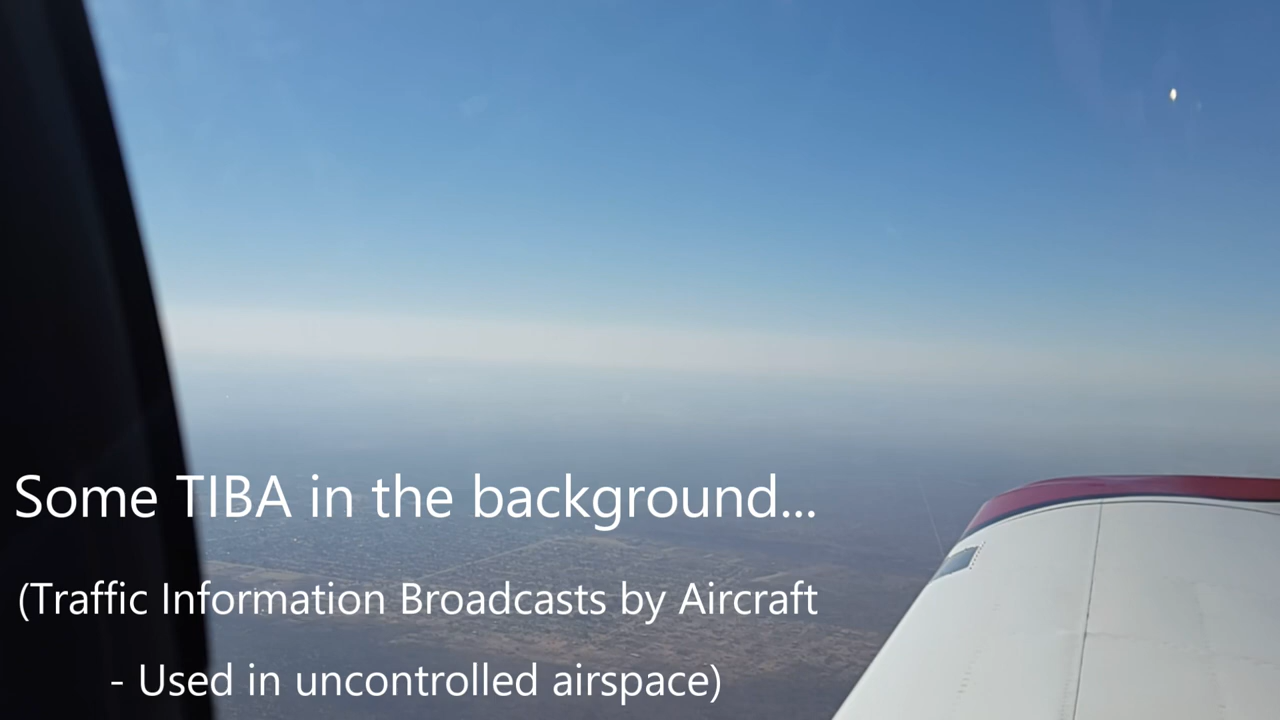 Some TIBA in the background...
(Traffic Information Broadcasts by Aircraft
- Used in uncontrolled airspace)